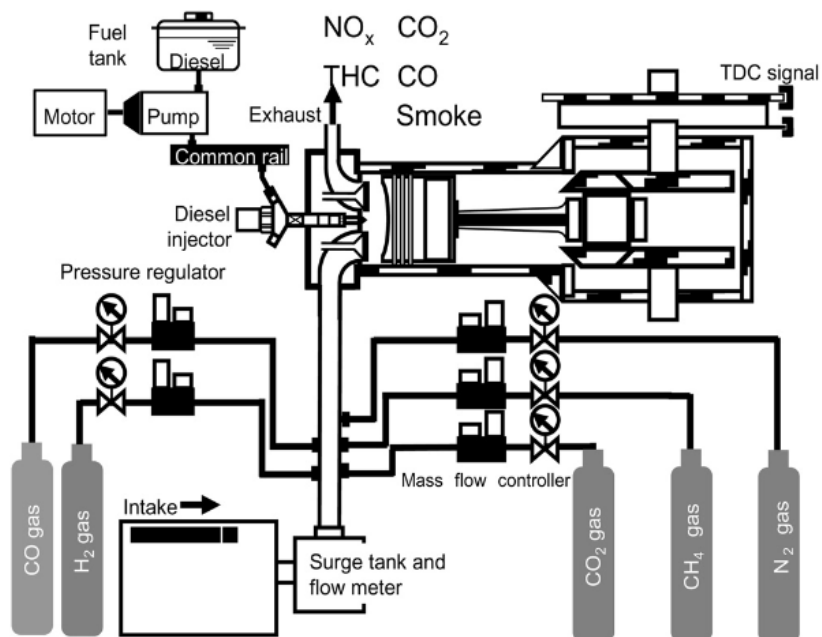 Fuel
tank
Diesel
NOₓ CO₂
THC CO
Smoke
TDC signal
Motor
Pump
Exhaust
Common rail
Diesel
injector
Pressure regulator
Mass flow controller
Intake
Surge tank and
flow meter
CO gas
H₂ gas
CO₂ gas
CH₄ gas
N₂ gas